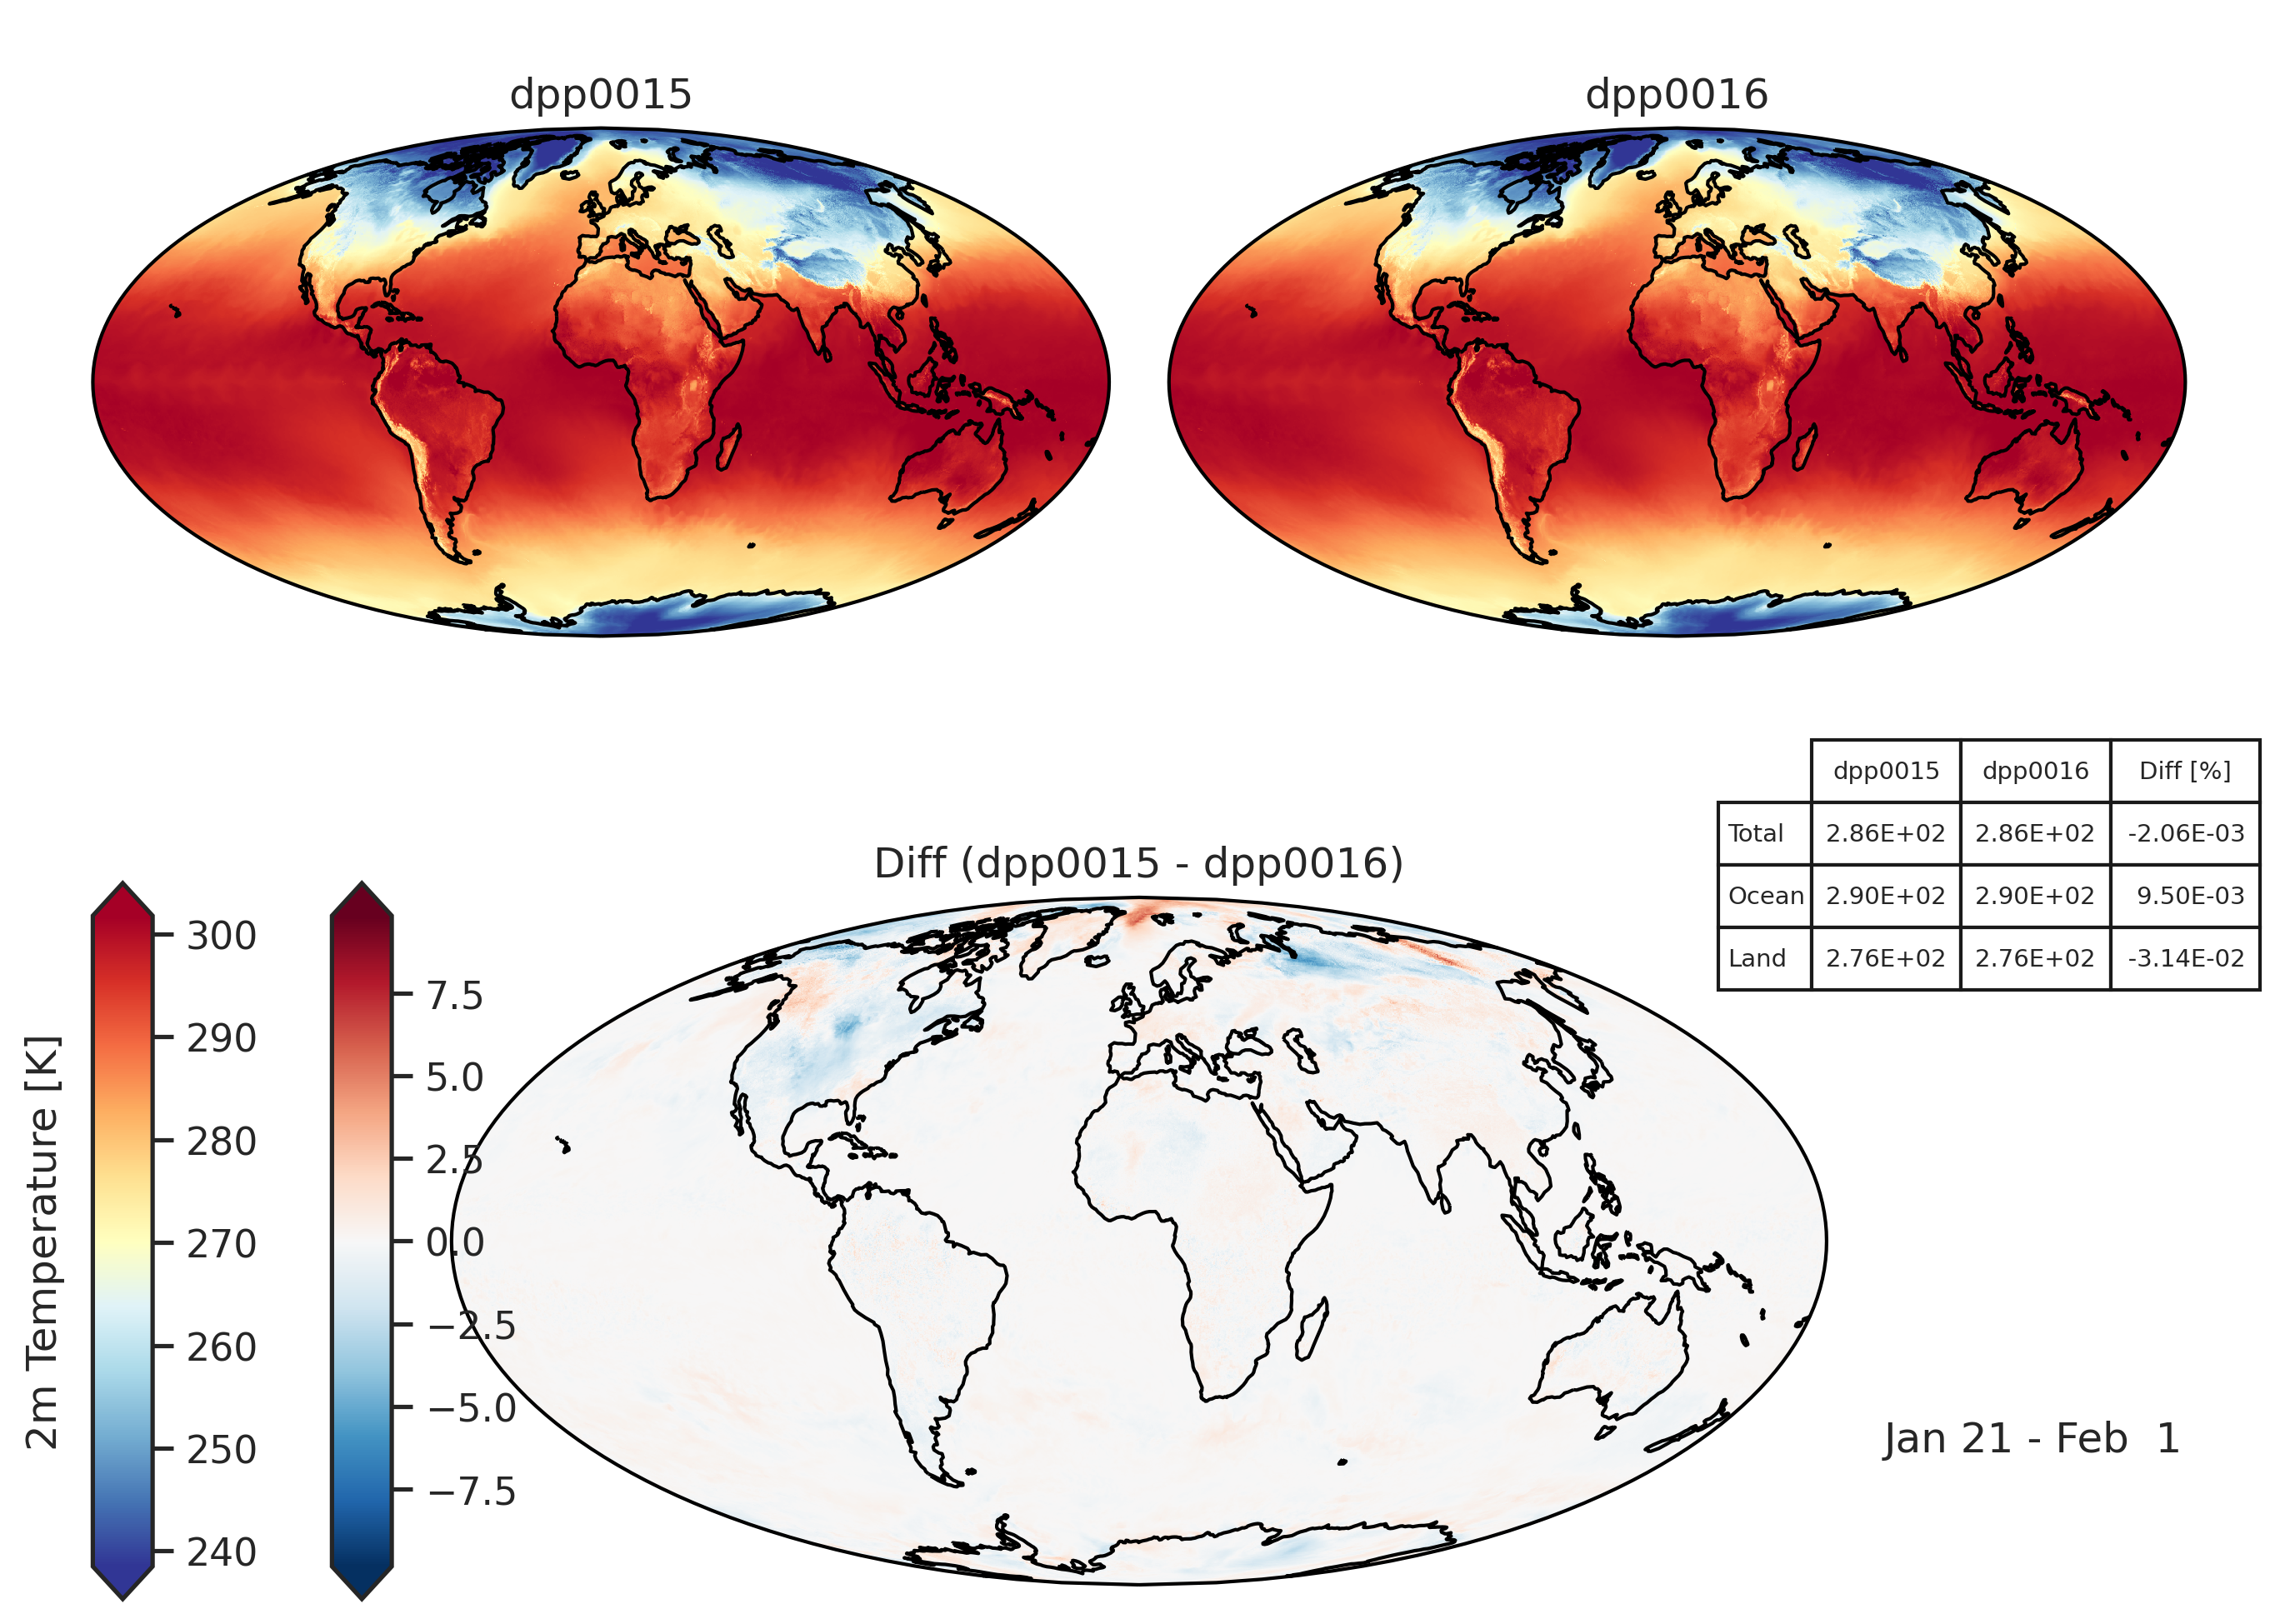 dpp0015
dpp0016
dpp0015 dpp0016 Diff [%]
Total 2.86E+02 2.86E+02 -2.06E-03
Ocean 2.90E+02 2.90E+02 9.50E-03
Land 2.76E+02 2.76E+02 -3.14E-02
Diff (dpp0015 - dpp0016)
2m Temperature [K]
300
290
280
270
260
250
240
7.5
5.0
2.5
0.0
−2.5
−5.0
−7.5
Jan 21 - Feb  1